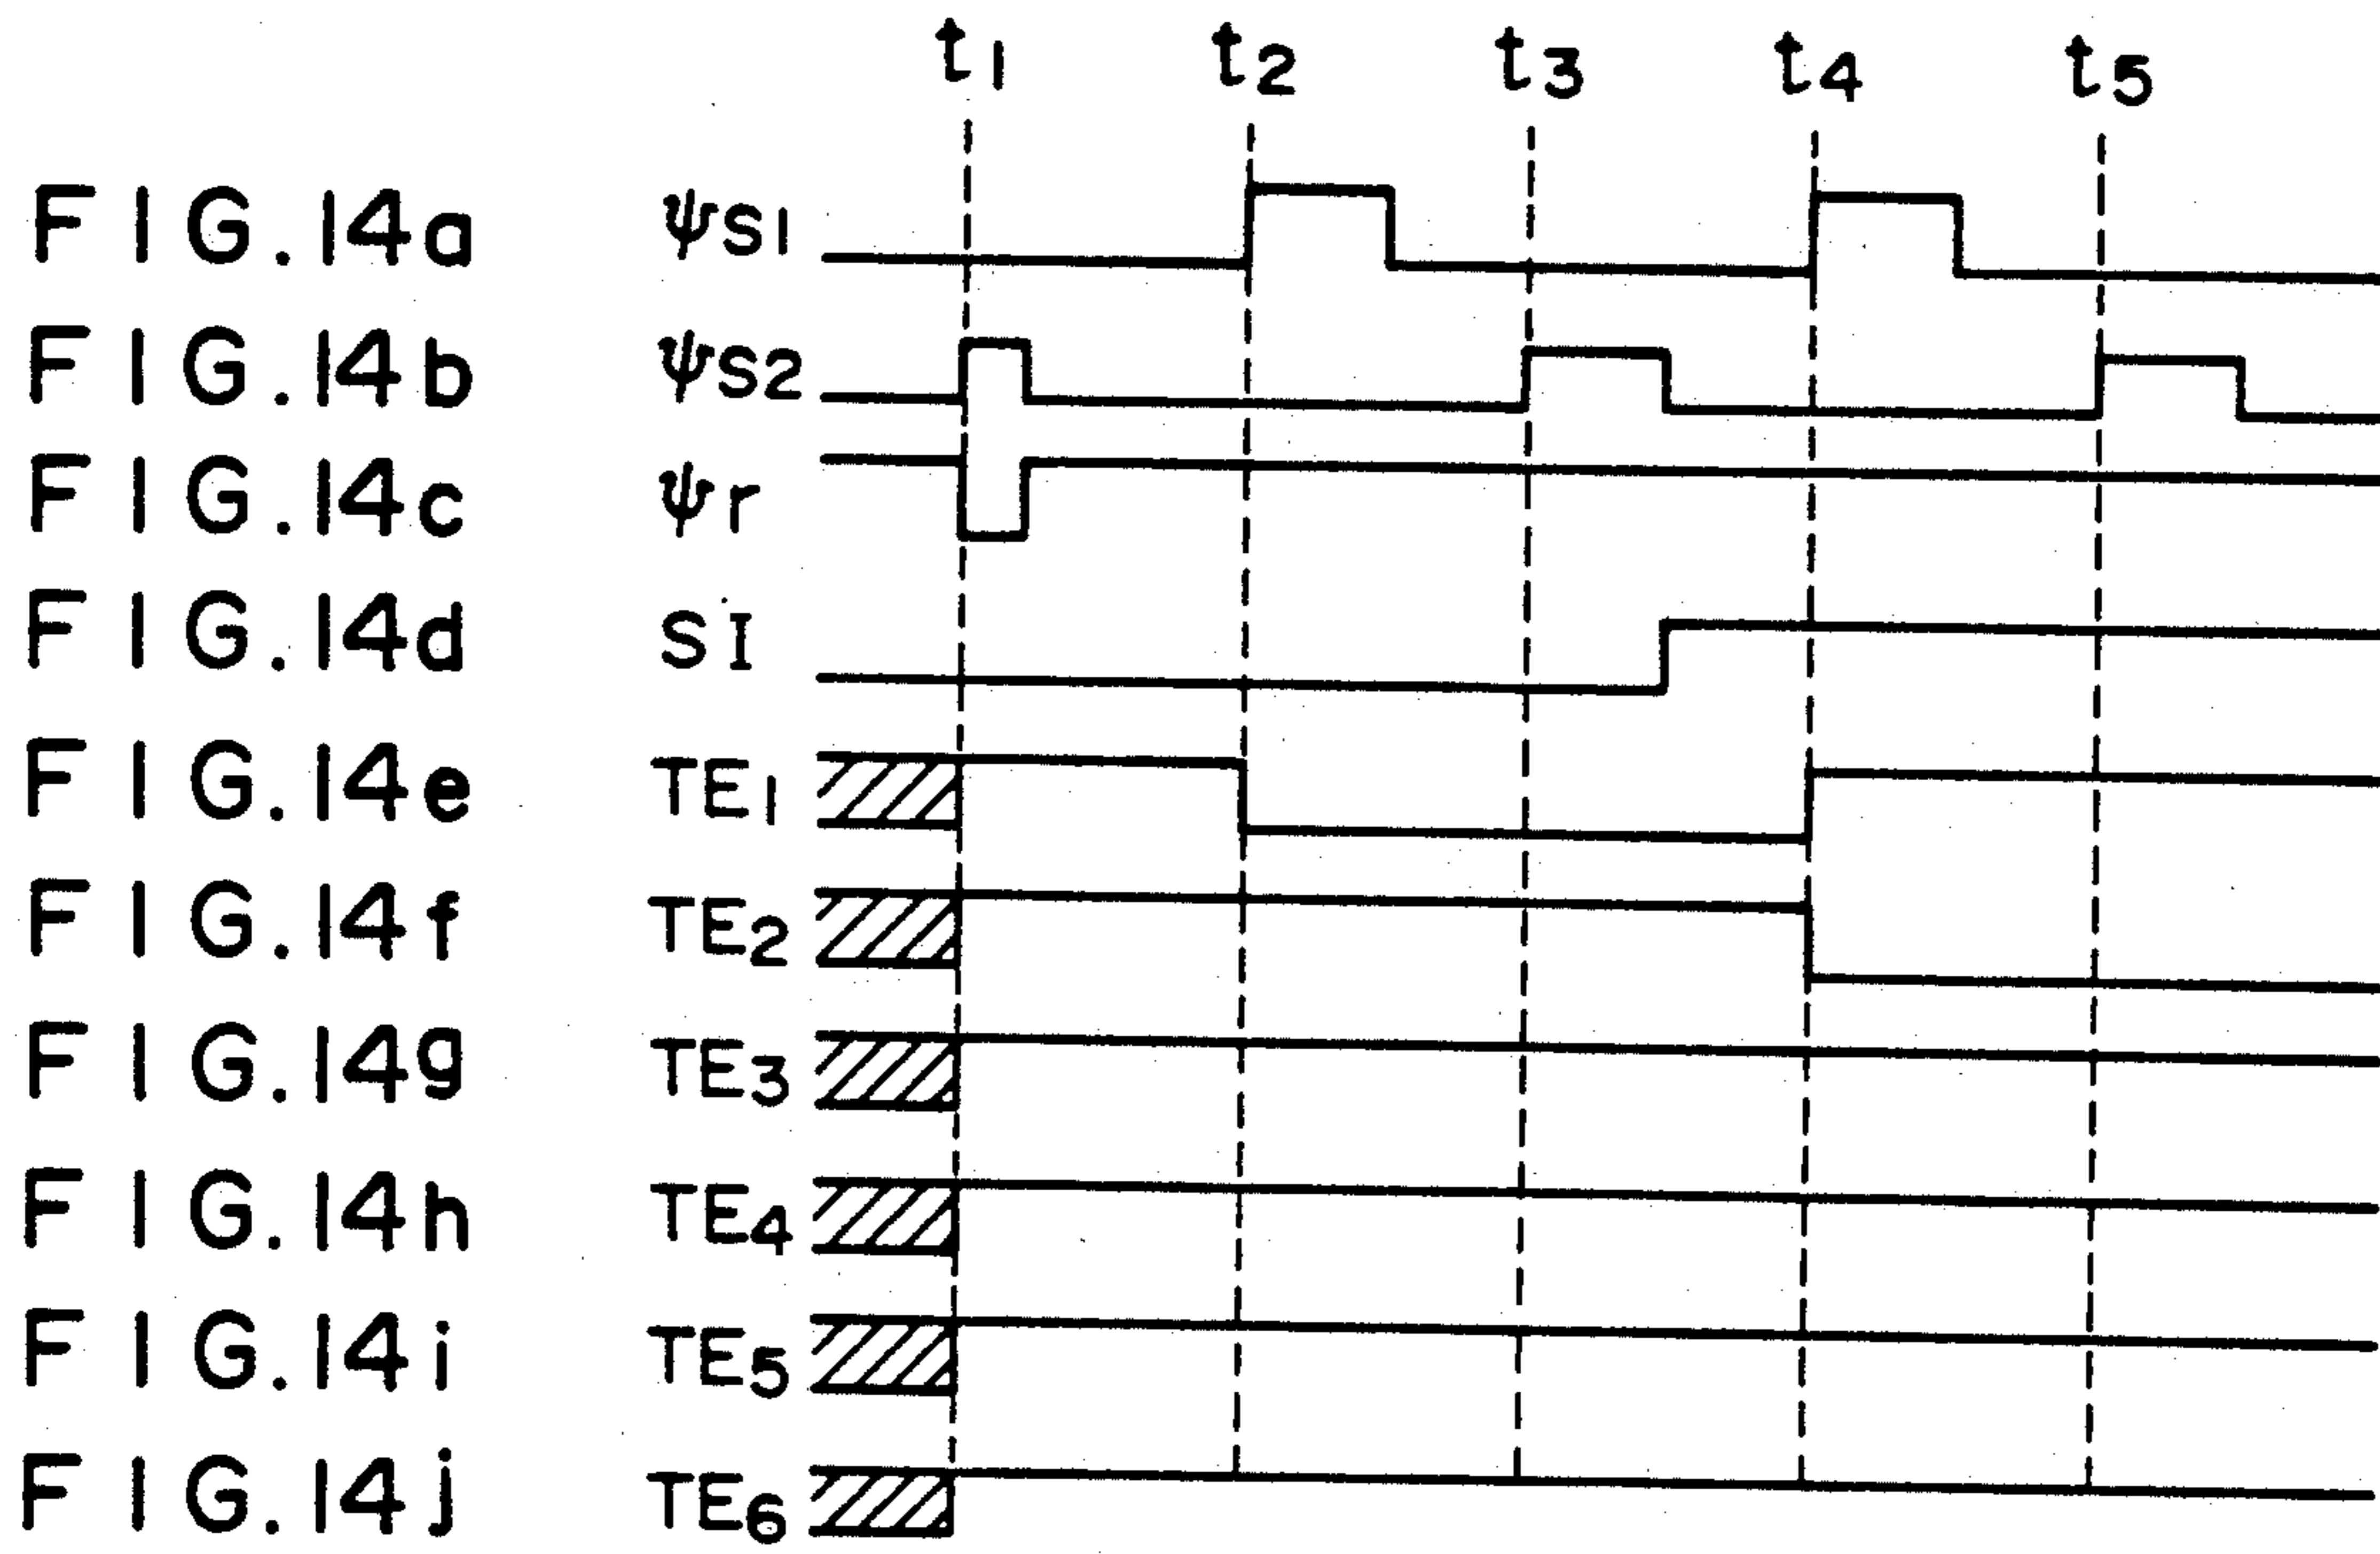 t1 t2 t3 t4 t5
FIG.14a ψS1
FIG.14b ψS2
FIG.14c ψr
FIG.14d SI
FIG.14e TE1
FIG.14f TE2
FIG.14g TE3
FIG.14h TE4
FIG.14i TE5
FIG.14j TE6